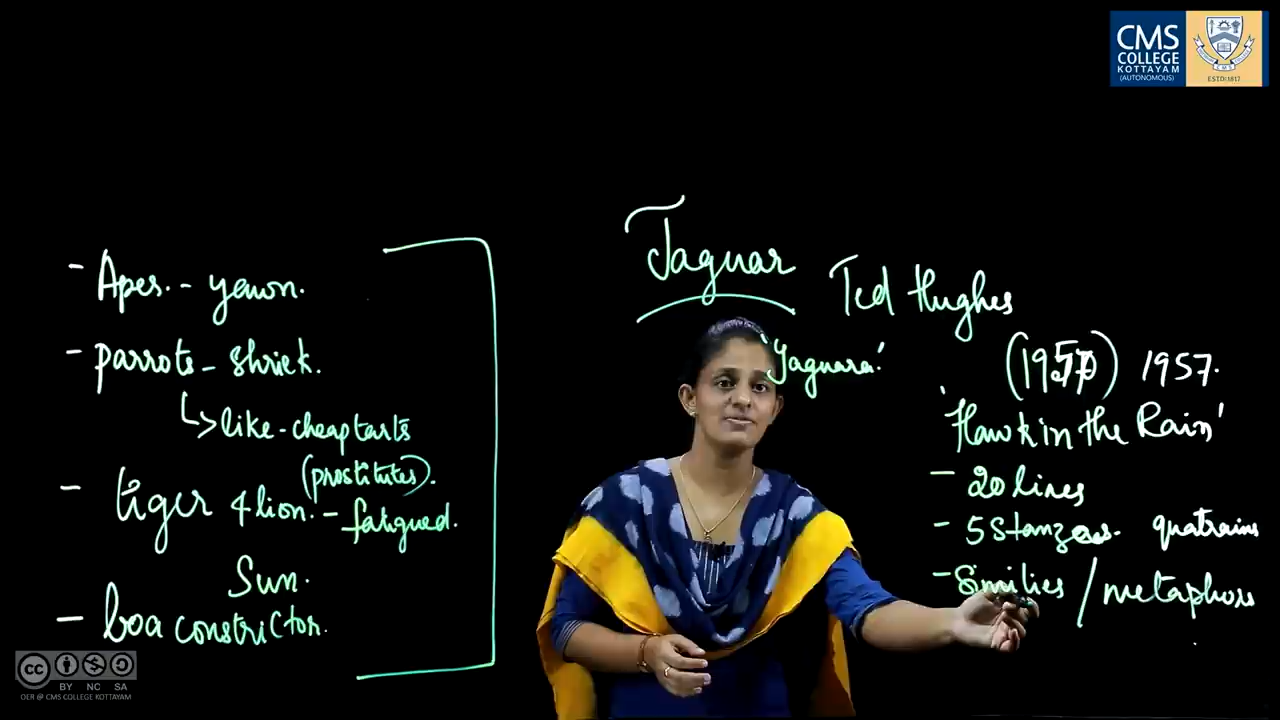 CMS
COLLEGE
KOTTAYAM
(AUTONOMOUS)
ESTD:1817
Jaguar
Ted Hughes
'Yaguara'
(1957) 1957.
'Hawk in the Rain'
- 20 lines
- 5 Stanzas. quatrains
- Similies / metaphors
- Apes. - yawn.
- parrots - shriek.
↳ like - cheap tarts
(prostitutes).
- tiger & lion. - fatigued.
Sun.
- boa constrictor.
cc BY NC SA
OER @ CMS COLLEGE KOTTAYAM